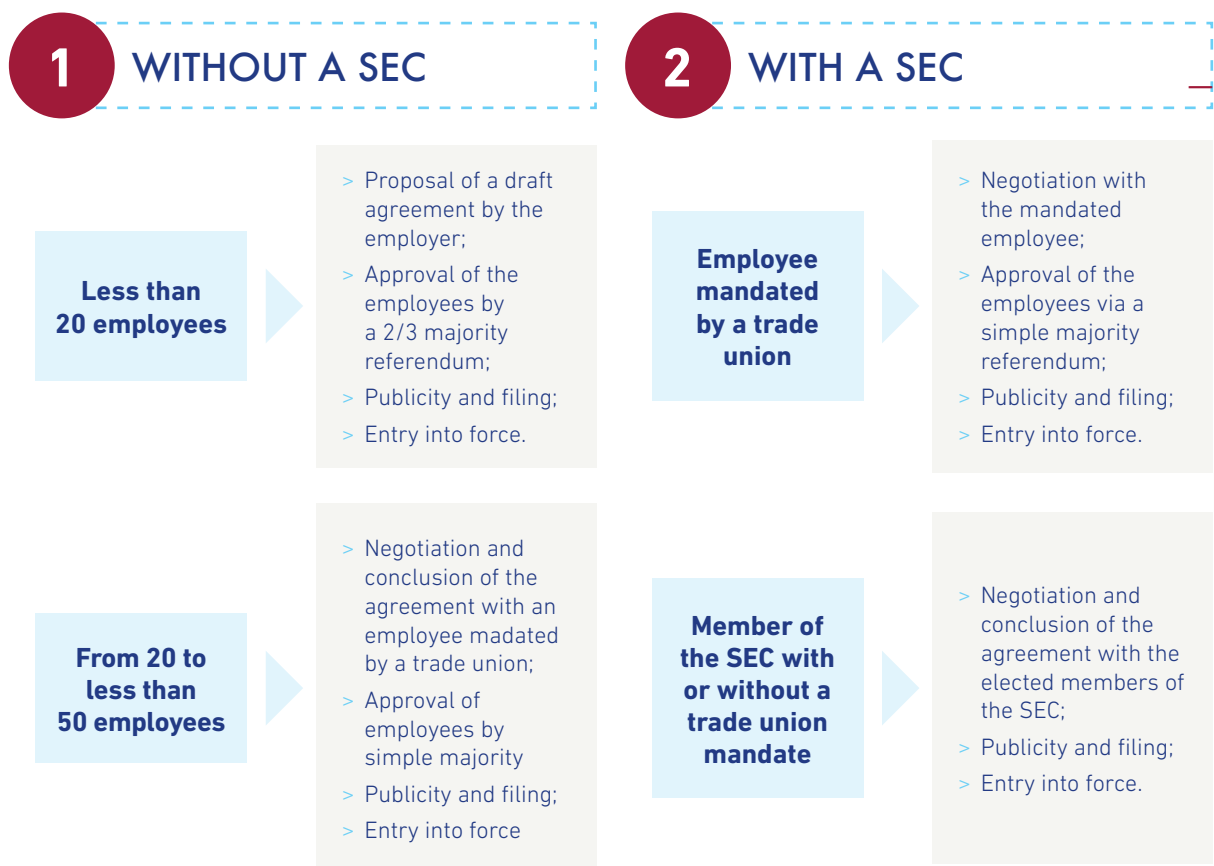 1
WITHOUT A SEC
Less than
20 employees
> Proposal of a draft
agreement by the
employer;
> Approval of the
employees by
a 2/3 majority
referendum;
> Publicity and filing;
> Entry into force.
From 20 to
less than
50 employees
> Negotiation and
conclusion of the
agreement with an
employee madated
by a trade union;
> Approval of
employees by
simple majority
> Publicity and filing;
> Entry into force
2
WITH A SEC
Employee
mandated
by a trade
union
> Negotiation with
the mandated
employee;
> Approval of the
employees via a
simple majority
referendum;
> Publicity and filing;
> Entry into force.
Member of
the SEC with
or without a
trade union
mandate
> Negotiation and
conclusion of the
agreement with the
elected members of
the SEC;
> Publicity and filing;
> Entry into force.